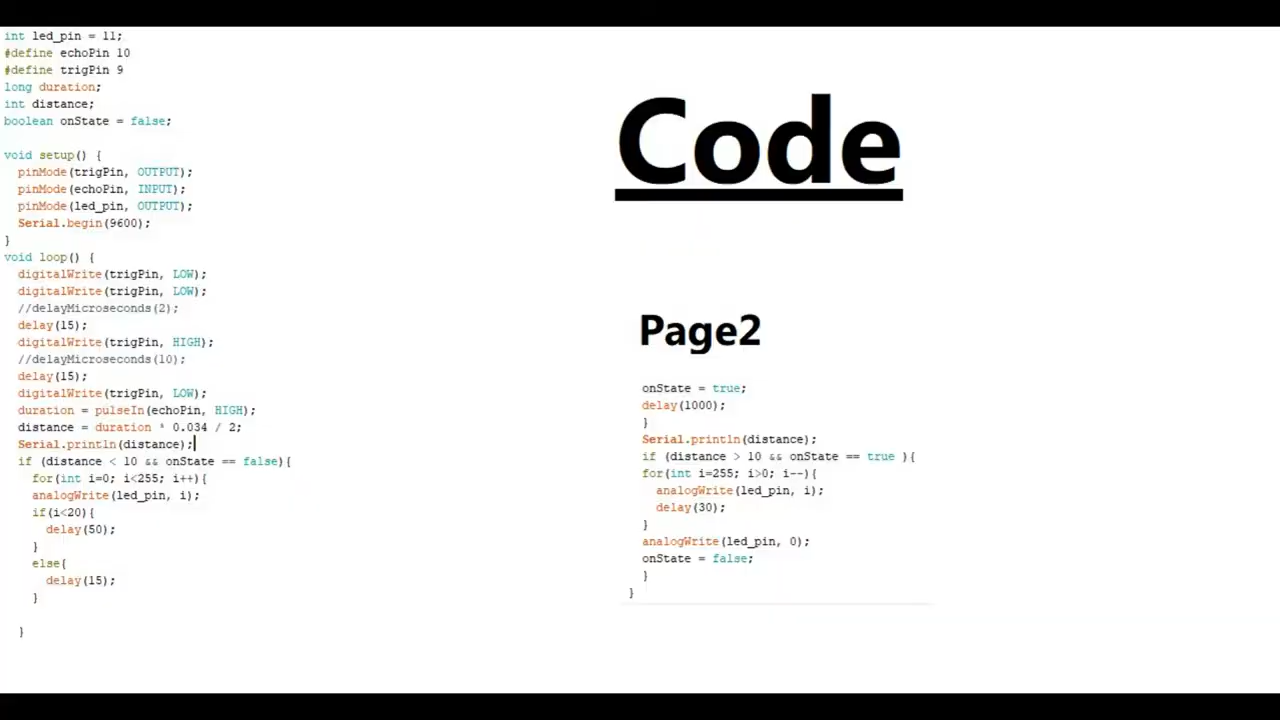 int led_pin = 11;
#define echoPin 10
#define trigPin 9
long duration;
int distance;
boolean onState = false;
void setup() {
pinMode(trigPin, OUTPUT);
pinMode(echoPin, INPUT);
pinMode(led_pin, OUTPUT);
Serial.begin(9600);
}
void loop() {
digitalWrite(trigPin, LOW);
digitalWrite(trigPin, LOW);
//delayMicroseconds(2);
delay(15);
digitalWrite(trigPin, HIGH);
//delayMicroseconds(10);
delay(15);
digitalWrite(trigPin, LOW);
duration = pulseIn(echoPin, HIGH);
distance = duration * 0.034 / 2;
Serial.println(distance);
if (distance < 10 && onState == false){
for(int i=0; i<255; i++){
analogWrite(led_pin, i);
if(i<20){
delay(50);
}
else{
delay(15);
}
}
Code
Page2
onState = true;
delay(1000);
}
Serial.println(distance);
if (distance > 10 && onState == true ){
for(int i=255; i>0; i--){
analogWrite(led_pin, i);
delay(30);
}
analogWrite(led_pin, 0);
onState = false;
}
}